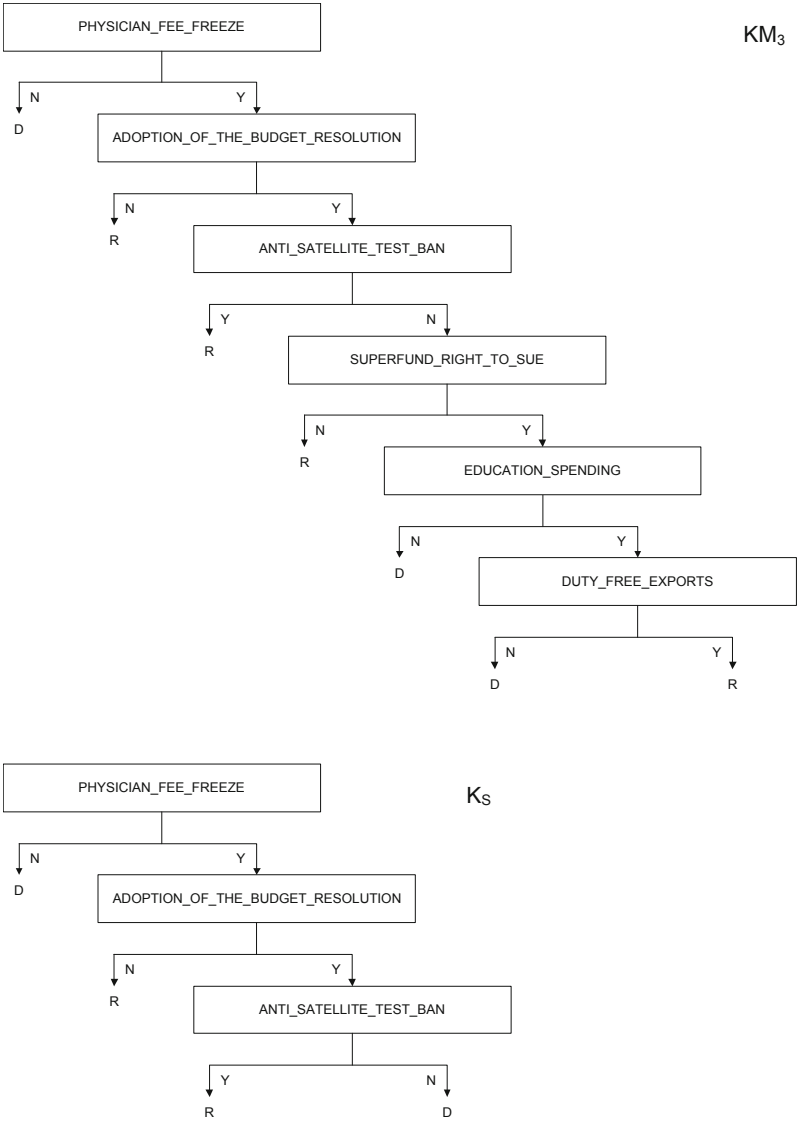 PHYSICIAN_FEE_FREEZE
KM3
N Y
D
ADOPTION_OF_THE_BUDGET_RESOLUTION
N Y
R
ANTI_SATELLITE_TEST_BAN
Y N
R
SUPERFUND_RIGHT_TO_SUE
N Y
R
EDUCATION_SPENDING
N Y
D
DUTY_FREE_EXPORTS
N Y
D R
PHYSICIAN_FEE_FREEZE
KS
N Y
D
ADOPTION_OF_THE_BUDGET_RESOLUTION
N Y
R
ANTI_SATELLITE_TEST_BAN
Y N
R D